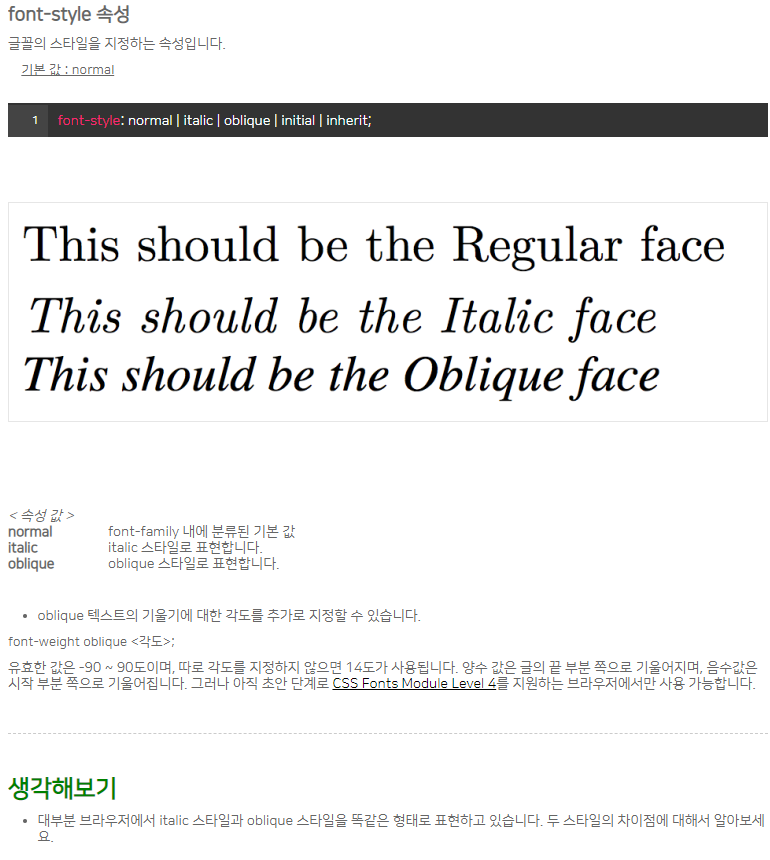 font-style 속성
글꼴의 스타일을 지정하는 속성입니다.
기본 값 : normal
1 font-style: normal | italic | oblique | initial | inherit;
This should be the Regular face
This should be the Italic face
This should be the Oblique face
< 속성 값 >
normal font-family 내에 분류된 기본 값
italic italic 스타일로 표현합니다.
oblique oblique 스타일로 표현합니다.
• oblique 텍스트의 기울기에 대한 각도를 추가로 지정할 수 있습니다.
font-weight oblique <각도>;
유효한 값은 -90 ~ 90도이며, 따로 각도를 지정하지 않으면 14도가 사용됩니다. 양수 값은 글의 끝 부분 쪽으로 기울어지며, 음수값은
시작 부분 쪽으로 기울어집니다. 그러나 아직 초안 단계로 CSS Fonts Module Level 4를 지원하는 브라우저에서만 사용 가능합니다.
생각해보기
• 대부분 브라우저에서 italic 스타일과 oblique 스타일을 똑같은 형태로 표현하고 있습니다. 두 스타일의 차이점에 대해서 알아보세
요.